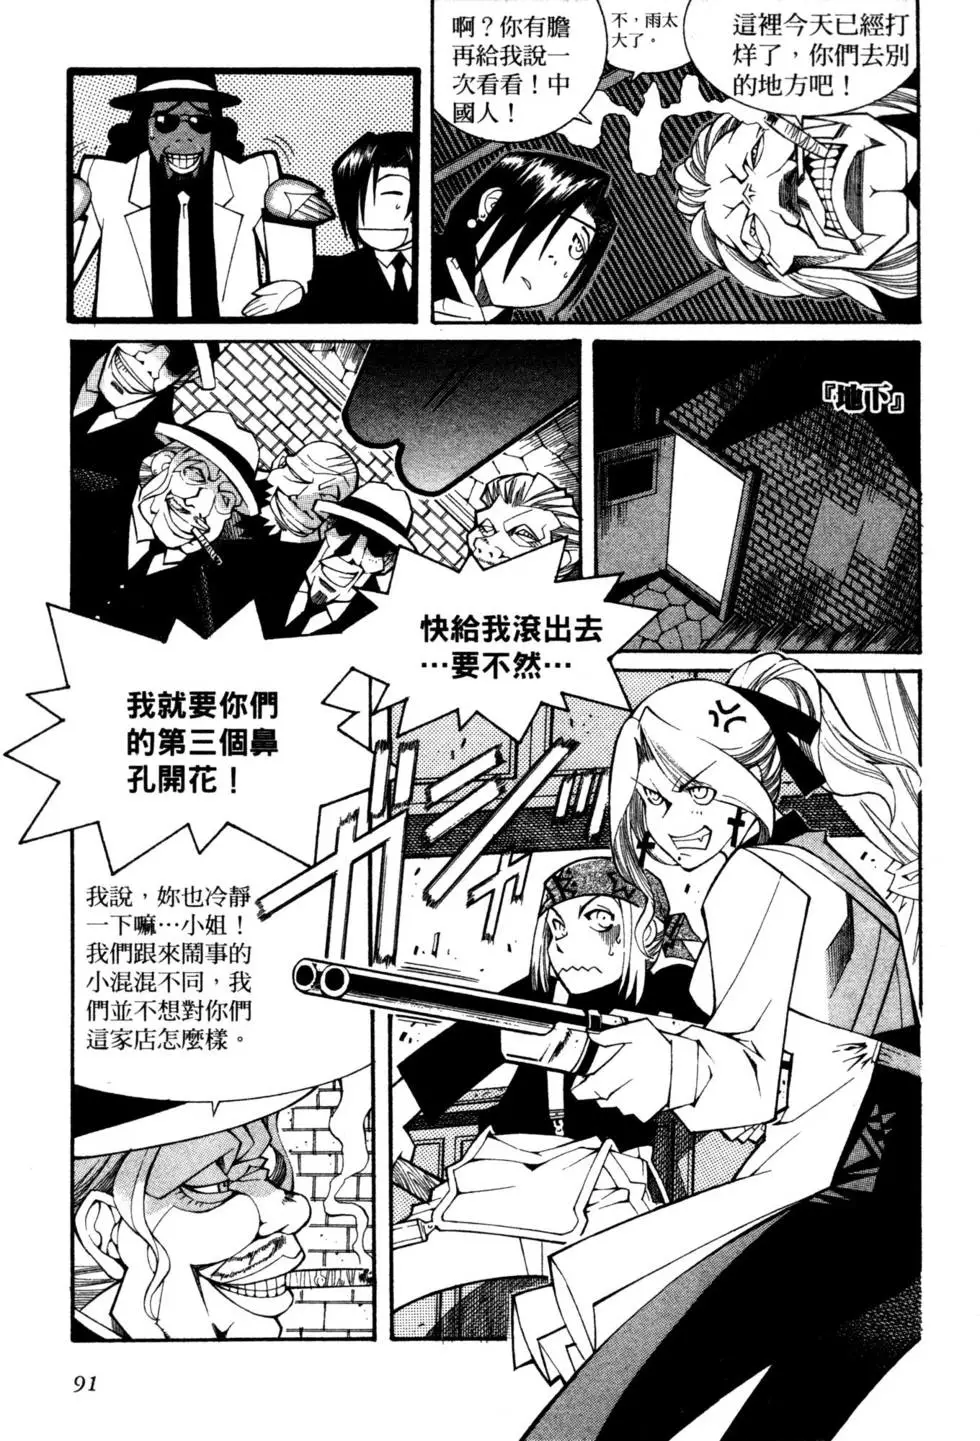 這裡今天已經打
烊了，你們去別
的地方吧！
不，雨太
大了。
啊？你有膽
再給我說一
次看看！中
國人！
『地下』
快給我滾出去
…要不然…
我就要你們
的第三個鼻
孔開花！
ガシャッ
我說，妳也冷靜
一下嘛…小姐！
我們跟來鬧事的
小混混不同，我
們並不想對你們
這家店怎麼樣。
91